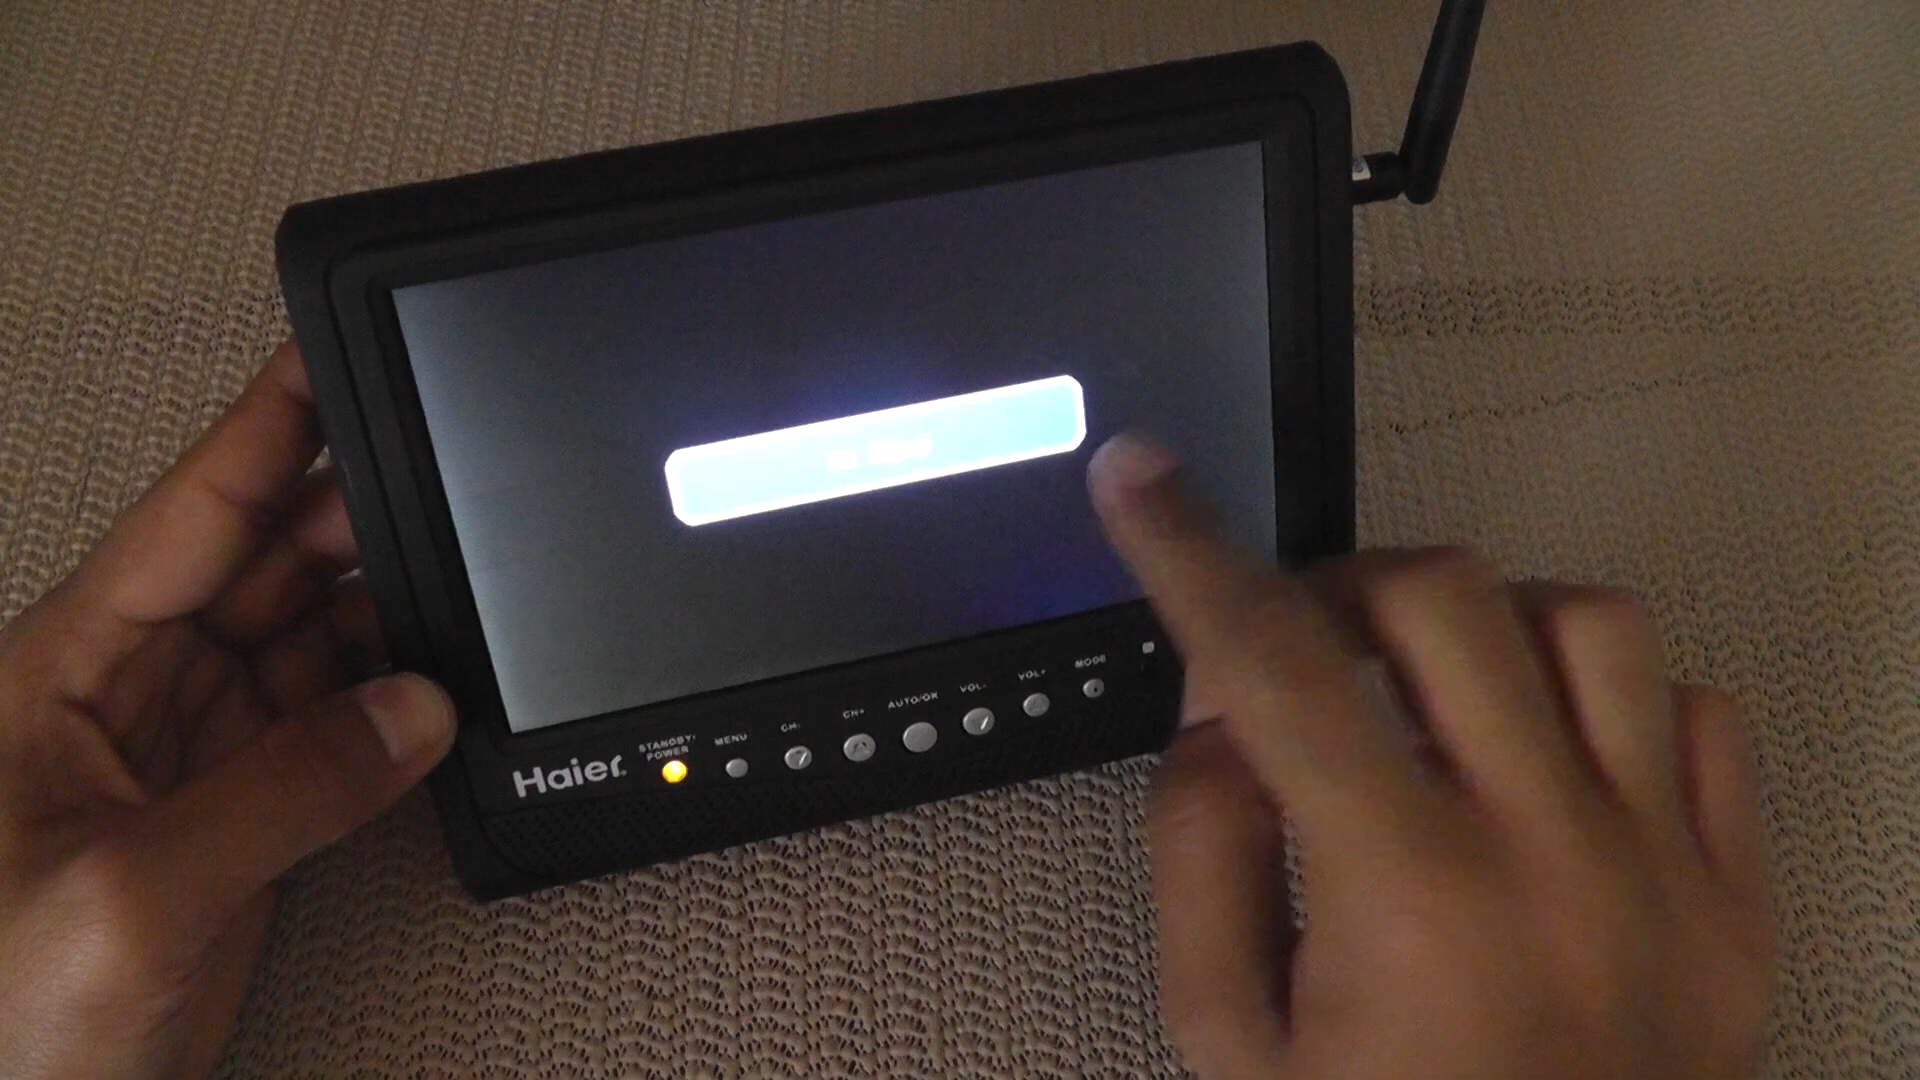 Haier
STANDBY/
POWER
MENU
CH-
CH+
AUTO/OK
VOL-
VOL+
MODE